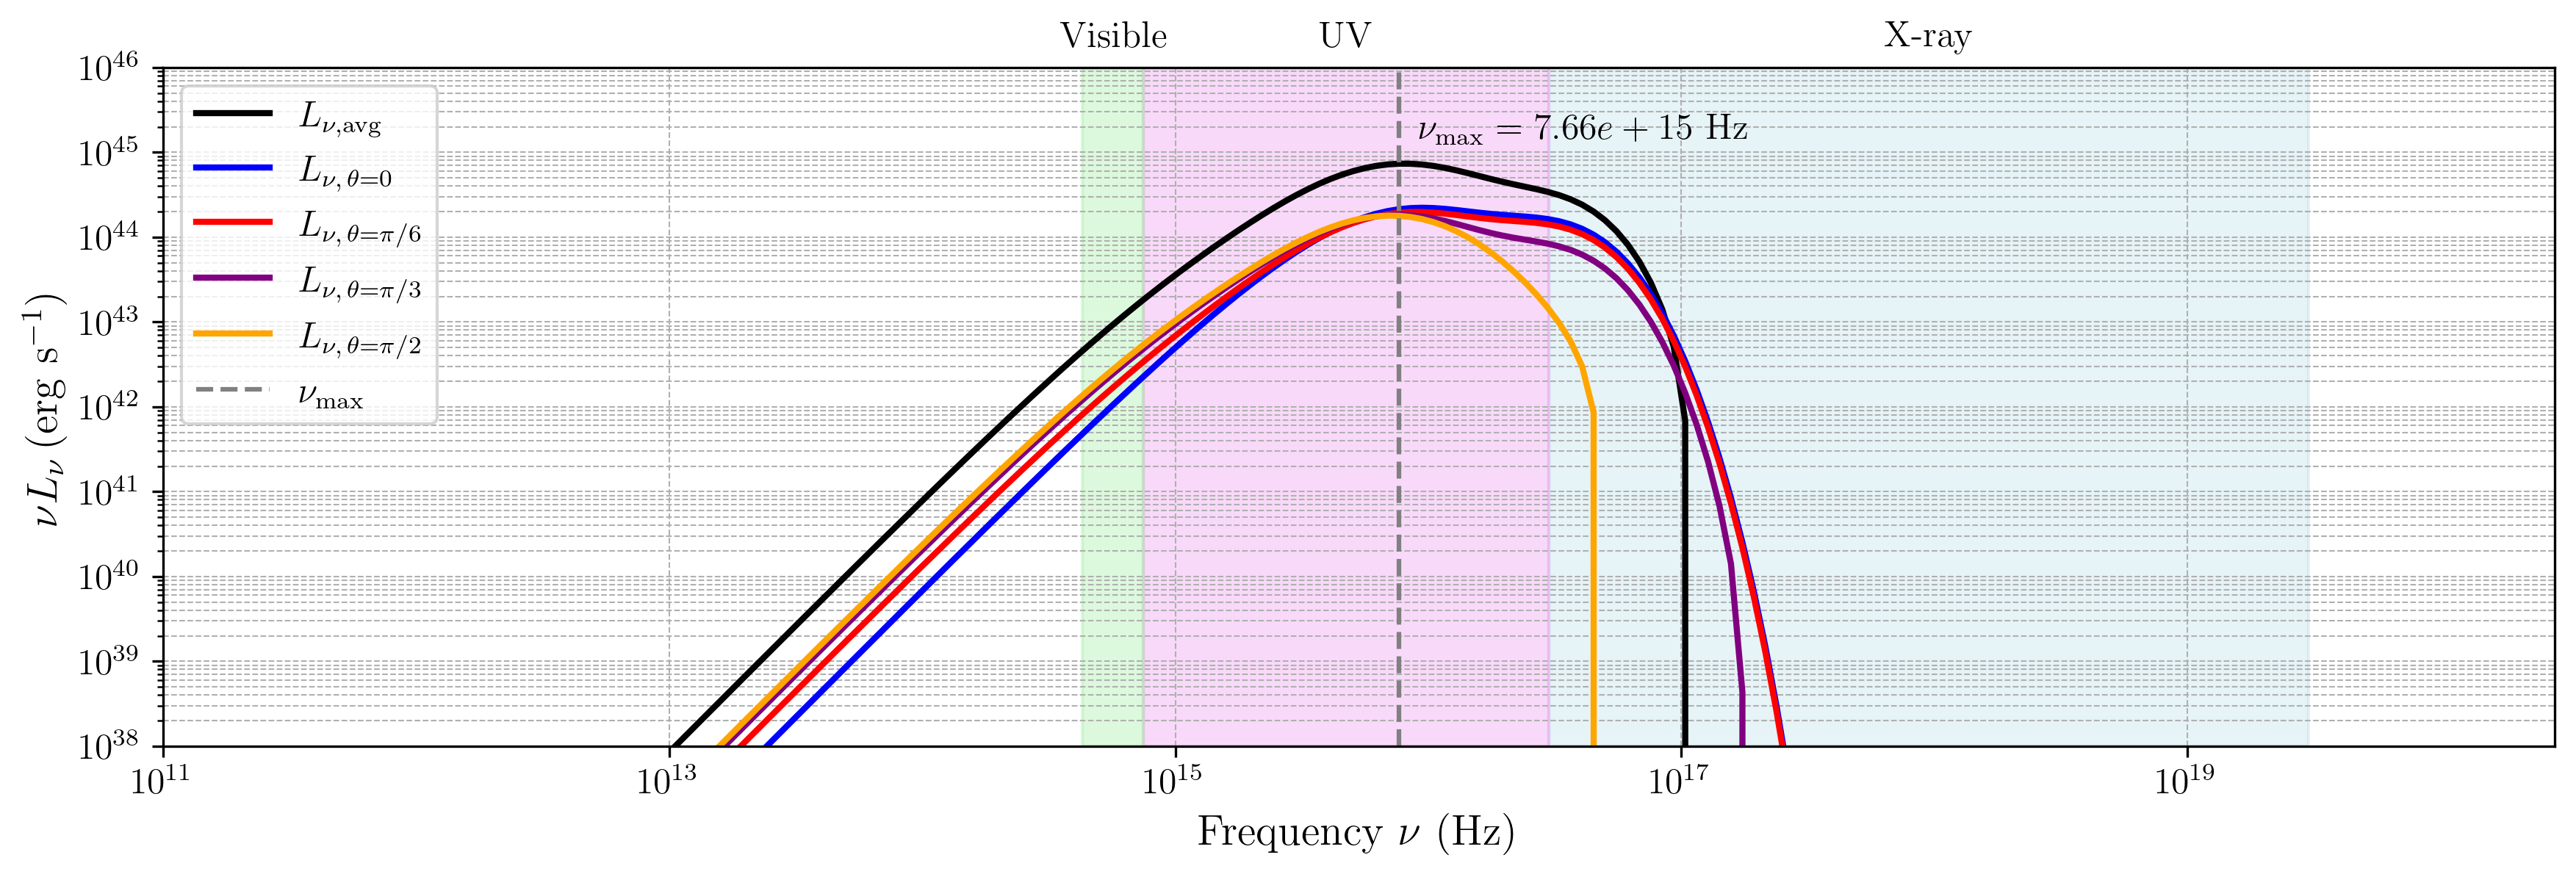 Visible UV X-ray
10^46
10^45
10^44
10^43
10^42
10^41
10^40
10^39
10^38
νL_ν (erg s^−1)
L_ν,avg
L_ν, θ=0
L_ν, θ=π/6
L_ν, θ=π/3
L_ν, θ=π/2
ν_max
ν_max = 7.66e + 15 Hz
10^11 10^13 10^15 10^17 10^19
Frequency ν (Hz)